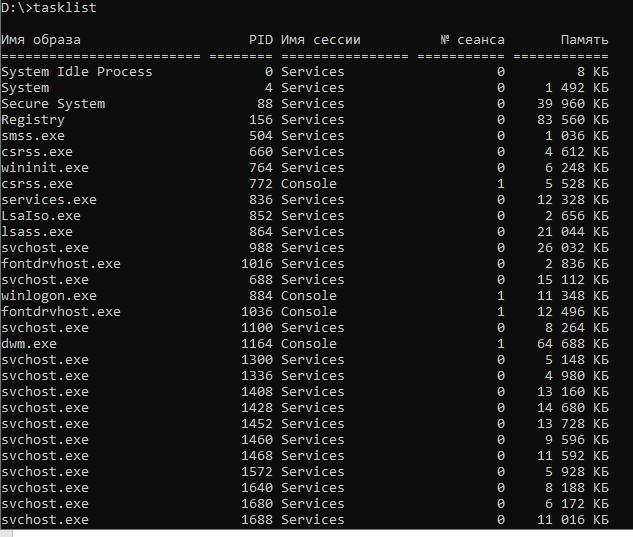 D:\>tasklist
Имя образа                     PID Имя сессии          № сеанса       Память
========================= ======== ================ =========== ============
System Idle Process              0 Services                   0         8 КБ
System                           4 Services                   0     1 492 КБ
Secure System                   88 Services                   0    39 960 КБ
Registry                       156 Services                   0    83 560 КБ
smss.exe                       504 Services                   0     1 036 КБ
csrss.exe                      660 Services                   0     4 612 КБ
wininit.exe                    764 Services                   0     6 248 КБ
csrss.exe                      772 Console                    1     5 528 КБ
services.exe                   836 Services                   0    12 328 КБ
LsaIso.exe                     852 Services                   0     2 656 КБ
lsass.exe                      864 Services                   0    21 044 КБ
svchost.exe                    988 Services                   0    26 032 КБ
fontdrvhost.exe               1016 Services                   0     2 836 КБ
svchost.exe                    688 Services                   0    15 112 КБ
winlogon.exe                   884 Console                    1    11 348 КБ
fontdrvhost.exe               1036 Console                    1    12 496 КБ
svchost.exe                   1100 Services                   0     8 264 КБ
dwm.exe                       1164 Console                    1    64 688 КБ
svchost.exe                   1300 Services                   0     5 148 КБ
svchost.exe                   1336 Services                   0     4 980 КБ
svchost.exe                   1408 Services                   0    13 160 КБ
svchost.exe                   1428 Services                   0    14 680 КБ
svchost.exe                   1452 Services                   0    13 728 КБ
svchost.exe                   1460 Services                   0     9 596 КБ
svchost.exe                   1468 Services                   0    11 592 КБ
svchost.exe                   1572 Services                   0     5 928 КБ
svchost.exe                   1640 Services                   0     8 188 КБ
svchost.exe                   1680 Services                   0     6 172 КБ
svchost.exe                   1688 Services                   0    11 016 КБ